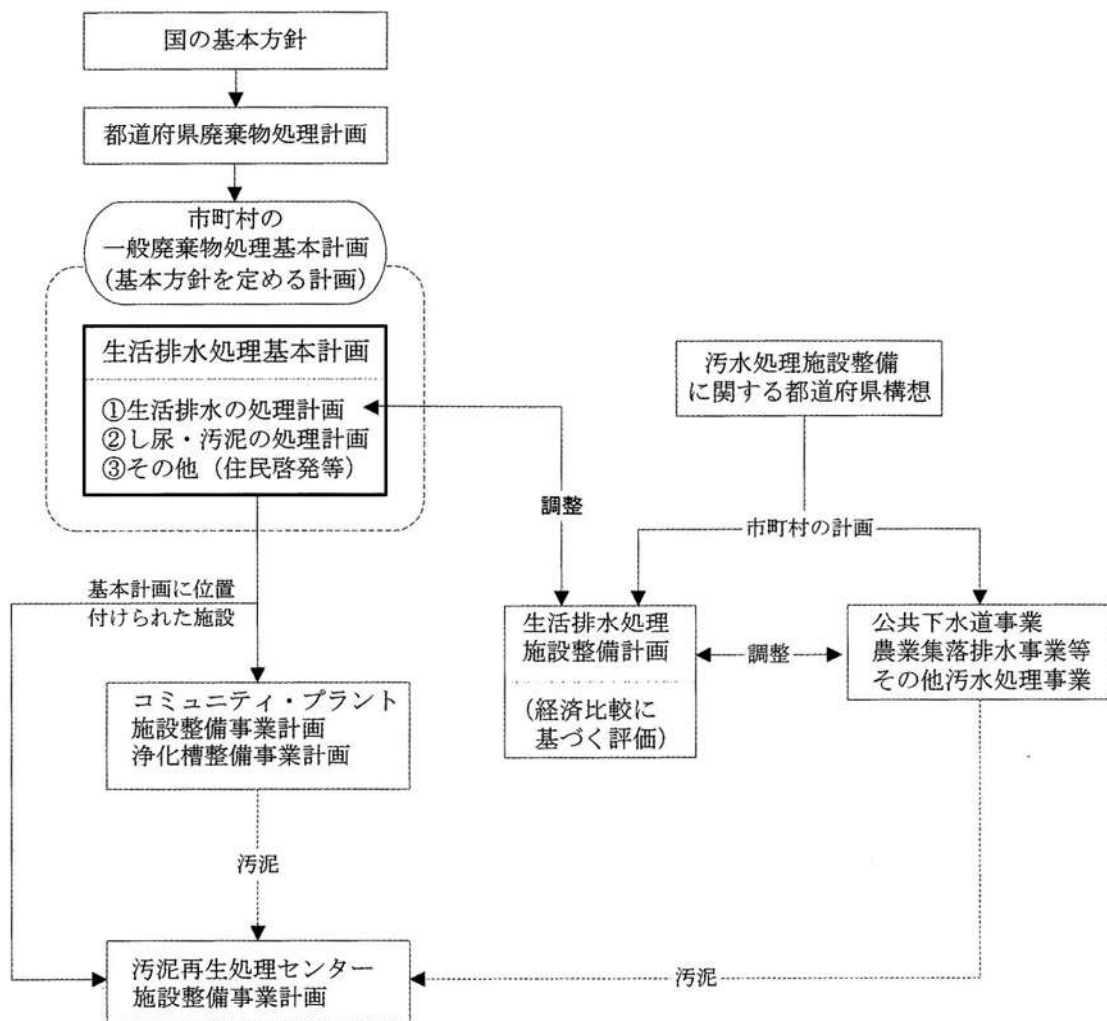 国の基本方針
都道府県廃棄物処理計画
市町村の
一般廃棄物処理基本計画
(基本方針を定める計画)
生活排水処理基本計画
①生活排水の処理計画
②し尿・汚泥の処理計画
③その他（住民啓発等）
汚水処理施設整備
に関する都道府県構想
調整
市町村の計画
基本計画に位置
付けられた施設
生活排水処理
施設整備計画
(経済比較に
基づく評価)
調整
公共下水道事業
農業集落排水事業等
その他汚水処理事業
コミュニティ・プラント
施設整備事業計画
浄化槽整備事業計画
汚泥
汚泥再生処理センター
施設整備事業計画
汚泥